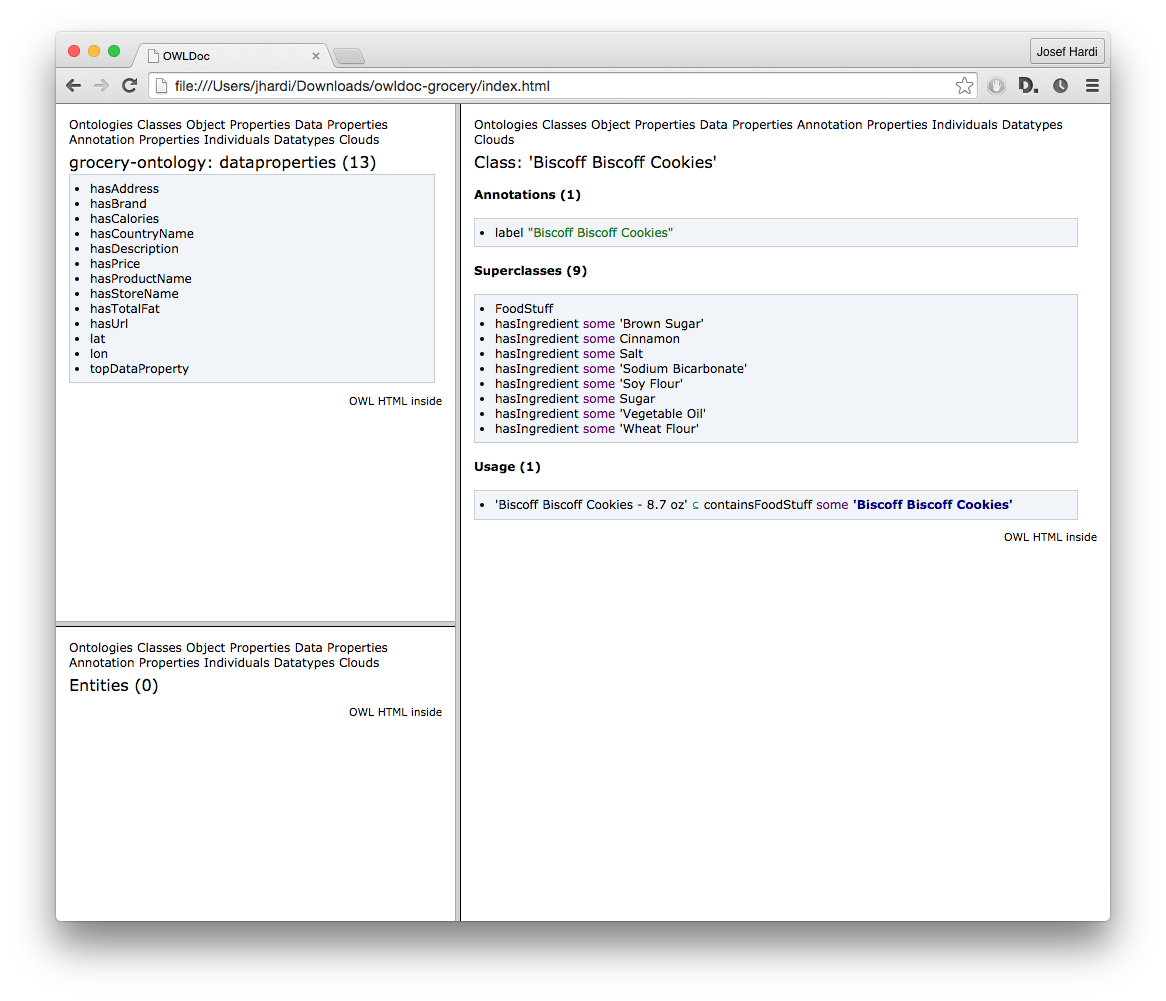 OWLDoc
Josef Hardi
file:///Users/jhardi/Downloads/owldoc-grocery/index.html
D.
Ontologies Classes Object Properties Data Properties
Annotation Properties Individuals Datatypes Clouds
grocery-ontology: dataproperties (13)
hasAddress
hasBrand
hasCalories
hasCountryName
hasDescription
hasPrice
hasProductName
hasStoreName
hasTotalFat
hasUrl
lat
lon
topDataProperty
OWL HTML inside
Ontologies Classes Object Properties Data Properties
Annotation Properties Individuals Datatypes Clouds
Entities (0)
OWL HTML inside
Ontologies Classes Object Properties Data Properties Annotation Properties Individuals Datatypes
Clouds
Class: 'Biscoff Biscoff Cookies'
Annotations (1)
label "Biscoff Biscoff Cookies"
Superclasses (9)
FoodStuff
hasIngredient some 'Brown Sugar'
hasIngredient some Cinnamon
hasIngredient some Salt
hasIngredient some 'Sodium Bicarbonate'
hasIngredient some 'Soy Flour'
hasIngredient some Sugar
hasIngredient some 'Vegetable Oil'
hasIngredient some 'Wheat Flour'
Usage (1)
'Biscoff Biscoff Cookies - 8.7 oz' ⊆ containsFoodStuff some 'Biscoff Biscoff Cookies'
OWL HTML inside